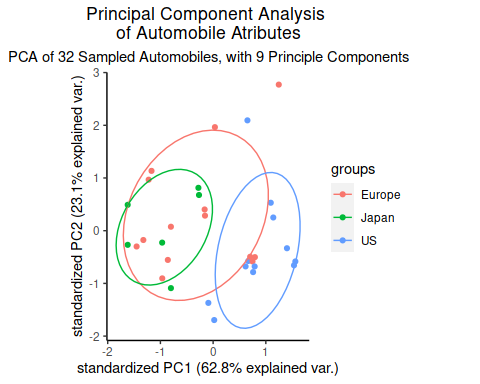 Principal Component Analysis
of Automobile Atributes
PCA of 32 Sampled Automobiles, with 9 Principle Components
standardized PC2 (23.1% explained var.)
3
2
1
0
-1
-2
-2
-1
0
1
standardized PC1 (62.8% explained var.)
groups
Europe
Japan
US